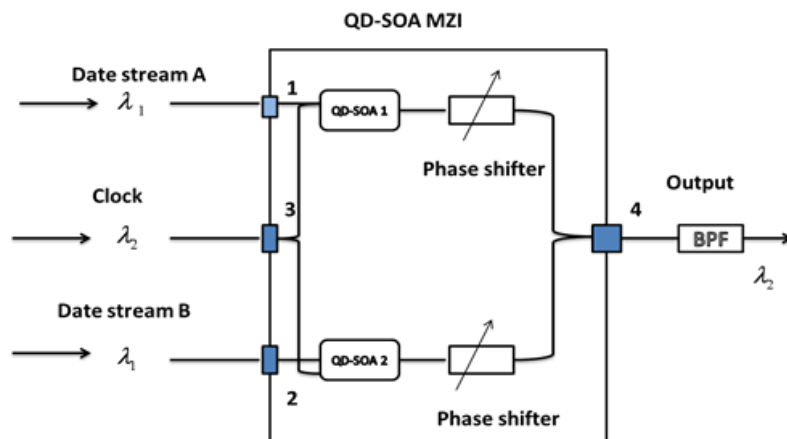 QD-SOA MZI
Date stream A
λ₁
1
QD-SOA 1
Phase shifter
Clock
λ₂
3
4
Output
BPF
λ₂
Date stream B
λ₁
2
QD-SOA 2
Phase shifter